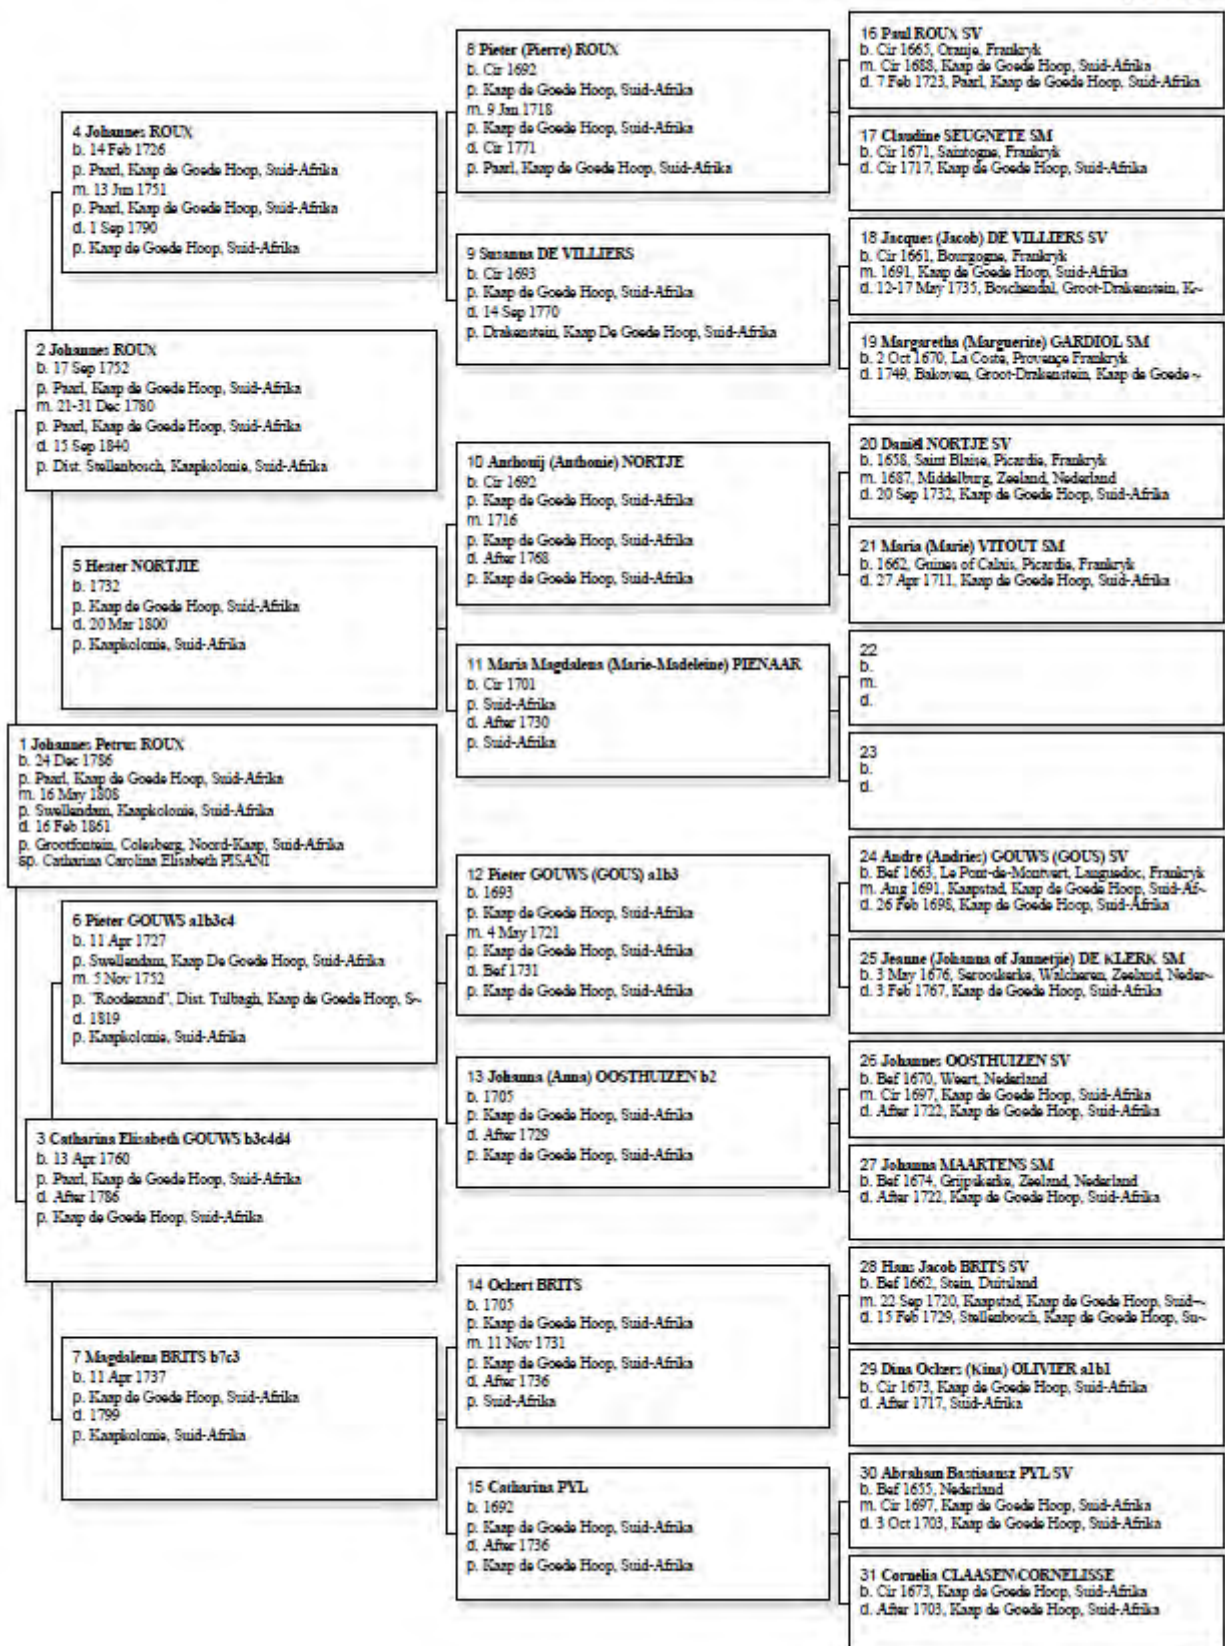 1 Johannes Petrus ROUX
b. 24 Dec 1786
p. Paarl, Kaap de Goede Hoop, Suid-Afrika
m. 16 May 1808
p. Swellendam, Kaapkolonie, Suid-Afrika
d. 16 Feb 1861
p. Grootfontein, Colesberg, Noord-Kaap, Suid-Afrika
sp. Catharina Carolina Elisabeth PISANI
2 Johannes ROUX
b. 17 Sep 1752
p. Paarl, Kaap de Goede Hoop, Suid-Afrika
m. 21-31 Dec 1780
p. Paarl, Kaap de Goede Hoop, Suid-Afrika
d. 15 Sep 1840
p. Dist. Stellenbosch, Kaapkolonie, Suid-Afrika
3 Catharina Elisabeth GOUWS b3c4d4
b. 13 Apr 1760
p. Paarl, Kaap de Goede Hoop, Suid-Afrika
d. After 1786
p. Kaap de Goede Hoop, Suid-Afrika
4 Johannes ROUX
b. 14 Feb 1726
p. Paarl, Kaap de Goede Hoop, Suid-Afrika
m. 13 Jun 1751
p. Paarl, Kaap de Goede Hoop, Suid-Afrika
d. 1 Sep 1790
p. Kaap de Goede Hoop, Suid-Afrika
5 Hester NORTJIE
b. 1732
p. Kaap de Goede Hoop, Suid-Afrika
d. 20 Mar 1800
p. Kaapkolonie, Suid-Afrika
6 Pieter GOUWS a1b3c4
b. 11 Apr 1727
p. Swellendam, Kaap De Goede Hoop, Suid-Afrika
m. 5 Nov 1752
p. "Roodezand", Dist. Tulbagh, Kaap de Goede Hoop, S~
d. 1819
p. Kaapkolonie, Suid-Afrika
7 Magdalena BRITS b7c3
b. 11 Apr 1737
p. Kaap de Goede Hoop, Suid-Afrika
d. 1799
p. Kaapkolonie, Suid-Afrika
8 Pieter (Pierre) ROUX
b. Cir 1692
p. Kaap de Goede Hoop, Suid-Afrika
m. 9 Jan 1718
p. Kaap de Goede Hoop, Suid-Afrika
d. Cir 1771
p. Paarl, Kaap de Goede Hoop, Suid-Afrika
9 Susanna DE VILLIERS
b. Cir 1693
p. Kaap de Goede Hoop, Suid-Afrika
d. 14 Sep 1770
p. Drakenstein, Kaap De Goede Hoop, Suid-Afrika
10 Anthonij (Anthonie) NORTJE
b. Cir 1692
p. Kaap de Goede Hoop, Suid-Afrika
m. 1716
p. Kaap de Goede Hoop, Suid-Afrika
d. After 1768
p. Kaap de Goede Hoop, Suid-Afrika
11 Maria Magdalena (Marie-Madeleine) PIENAAR
b. Cir 1701
p. Suid-Afrika
d. After 1730
p. Suid-Afrika
12 Pieter GOUWS (GOUS) a1b3
b. 1693
p. Kaap de Goede Hoop, Suid-Afrika
m. 4 May 1721
p. Kaap de Goede Hoop, Suid-Afrika
d. Bef 1731
p. Kaap de Goede Hoop, Suid-Afrika
13 Johanna (Anna) OOSTHUIZEN b2
b. 1705
p. Kaap de Goede Hoop, Suid-Afrika
d. After 1729
p. Kaap de Goede Hoop, Suid-Afrika
14 Ockert BRITS
b. 1705
p. Kaap de Goede Hoop, Suid-Afrika
m. 11 Nov 1731
p. Kaap de Goede Hoop, Suid-Afrika
d. After 1736
p. Suid-Afrika
15 Catharina PYL
b. 1692
p. Kaap de Goede Hoop, Suid-Afrika
d. After 1736
p. Kaap de Goede Hoop, Suid-Afrika
16 Paul ROUX SV
b. Cir 1665, Oranje, Frankryk
m. Cir 1688, Kaap de Goede Hoop, Suid-Afrika
d. 7 Feb 1723, Paarl, Kaap de Goede Hoop, Suid-Afrika
17 Claudine SEUGNETE SM
b. Cir 1671, Saintogne, Frankryk
d. Cir 1717, Kaap de Goede Hoop, Suid-Afrika
18 Jacques (Jacob) DE VILLIERS SV
b. Cir 1661, Bourgogne, Frankryk
m. 1691, Kaap de Goede Hoop, Suid-Afrika
d. 12-17 May 1735, Boschendal, Groot-Drakenstein, K~
19 Margaretha (Marguerite) GARDIOL SM
b. 2 Oct 1670, La Coste, Provençe Frankryk
d. 1749, Bakoven, Groot-Drakenstein, Kaap de Goede ~
20 Daniël NORTJE SV
b. 1658, Saint Blaise, Picardie, Frankryk
m. 1687, Middelburg, Zeeland, Nederland
d. 20 Sep 1732, Kaap de Goede Hoop, Suid-Afrika
21 Maria (Marie) VITOUT SM
b. 1662, Guines of Calais, Picardie, Frankryk
d. 27 Apr 1711, Kaap de Goede Hoop, Suid-Afrika
22
b.
m.
d.
23
b.
d.
24 Andre (Andries) GOUWS (GOUS) SV
b. Bef 1663, Le Pont-de-Montvert, Languedoc, Frankryk
m. Aug 1691, Kaapstad, Kaap de Goede Hoop, Suid-Af~
d. 26 Feb 1698, Kaap de Goede Hoop, Suid-Afrika
25 Jeanne (Johanna of Jannetjie) DE KLERK SM
b. 3 May 1676, Serooskerke, Walcheren, Zeeland, Neder~
d. 3 Feb 1767, Kaap de Goede Hoop, Suid-Afrika
26 Johannes OOSTHUIZEN SV
b. Bef 1670, Weert, Nederland
m. Cir 1697, Kaap de Goede Hoop, Suid-Afrika
d. After 1722, Kaap de Goede Hoop, Suid-Afrika
27 Johanna MAARTENS SM
b. Bef 1674, Grijpskerke, Zeeland, Nederland
d. After 1722, Kaap de Goede Hoop, Suid-Afrika
28 Hans Jacob BRITS SV
b. Bef 1662, Stein, Duitsland
m. 22 Sep 1720, Kaapstad, Kaap de Goede Hoop, Suid~
d. 15 Feb 1729, Stellenbosch, Kaap de Goede Hoop, Su~
29 Dina Ockers (Kina) OLIVIER a1b1
b. Cir 1673, Kaap de Goede Hoop, Suid-Afrika
d. After 1717, Suid-Afrika
30 Abraham Bastiaansz PYL SV
b. Bef 1655, Nederland
m. Cir 1697, Kaap de Goede Hoop, Suid-Afrika
d. 3 Oct 1703, Kaap de Goede Hoop, Suid-Afrika
31 Cornelia CLAASEN/CORNELISSE
b. Cir 1673, Kaap de Goede Hoop, Suid-Afrika
d. After 1703, Kaap de Goede Hoop, Suid-Afrika